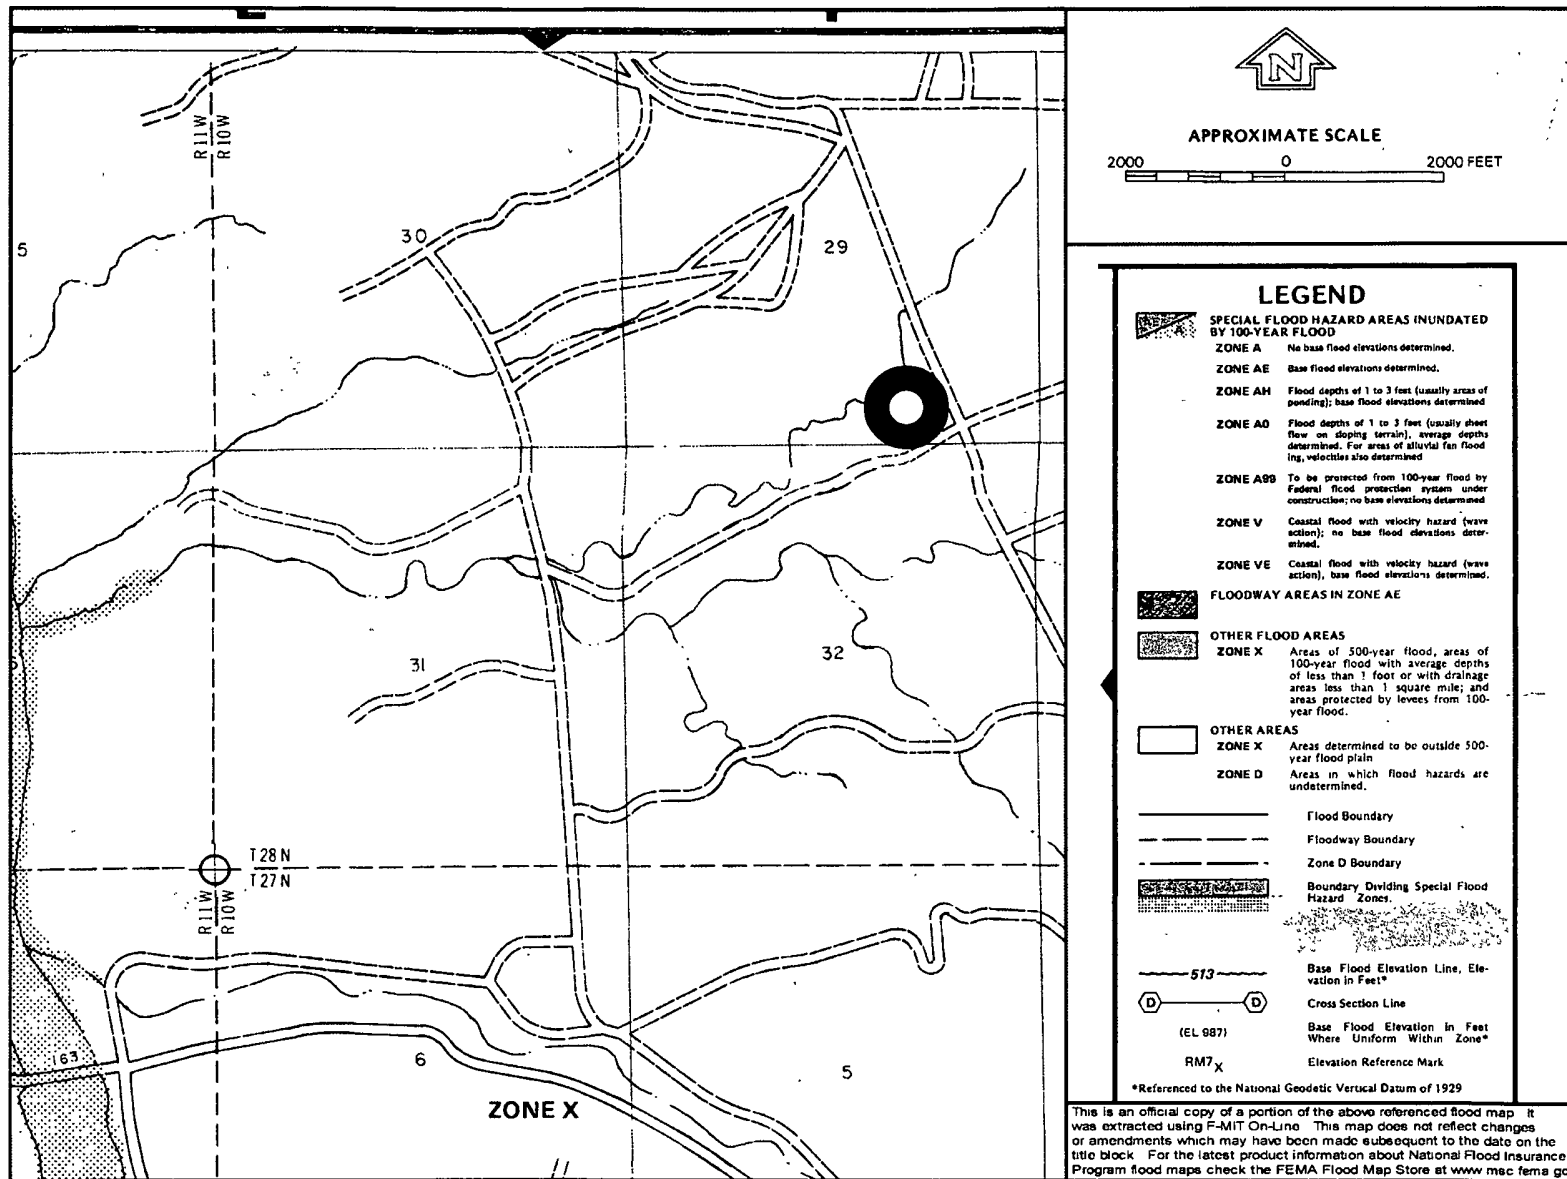 N
APPROXIMATE SCALE
2000 0 2000 FEET
R11W R10W
5
30
29
31
32
T28N
T27N
R11W R10W
163
6
5
ZONE X
LEGEND
SPECIAL FLOOD HAZARD AREAS INUNDATED
BY 100-YEAR FLOOD
ZONE A No base flood elevations determined.
ZONE AE Base flood elevations determined.
ZONE AH Flood depths of 1 to 3 feet (usually areas of
ponding); base flood elevations determined
ZONE AO Flood depths of 1 to 3 feet (usually sheet
flow on sloping terrain), average depths
determined. For areas of alluvial fan flood
ing, velocities also determined
ZONE A99 To be protected from 100-year flood by
Federal flood protection system under
construction; no base elevations determined
ZONE V Coastal flood with velocity hazard (wave
action); no base flood elevations deter-
mined.
ZONE VE Coastal flood with velocity hazard (wave
action), base flood elevations determined.
FLOODWAY AREAS IN ZONE AE
OTHER FLOOD AREAS
ZONE X Areas of 500-year flood, areas of
100-year flood with average depths
of less than 1 foot or with drainage
areas less than 1 square mile; and
areas protected by levees from 100-
year flood.
OTHER AREAS
ZONE X Areas determined to be outside 500-
year flood plain
ZONE D Areas in which flood hazards are
undetermined.
Flood Boundary
Floodway Boundary
Zone D Boundary
Boundary Dividing Special Flood
Hazard Zones.
513 Base Flood Elevation Line, Ele-
vation in Feet*
D D Cross Section Line
(EL 987) Base Flood Elevation in Feet
Where Uniform Within Zone*
RM7X Elevation Reference Mark
*Referenced to the National Geodetic Vertical Datum of 1929
This is an official copy of a portion of the above referenced flood map It
was extracted using F-MIT On-Line This map does not reflect changes
or amendments which may have been made subsequent to the date on the
title block For the latest product information about National Flood Insurance
Program flood maps check the FEMA Flood Map Store at www msc fema go